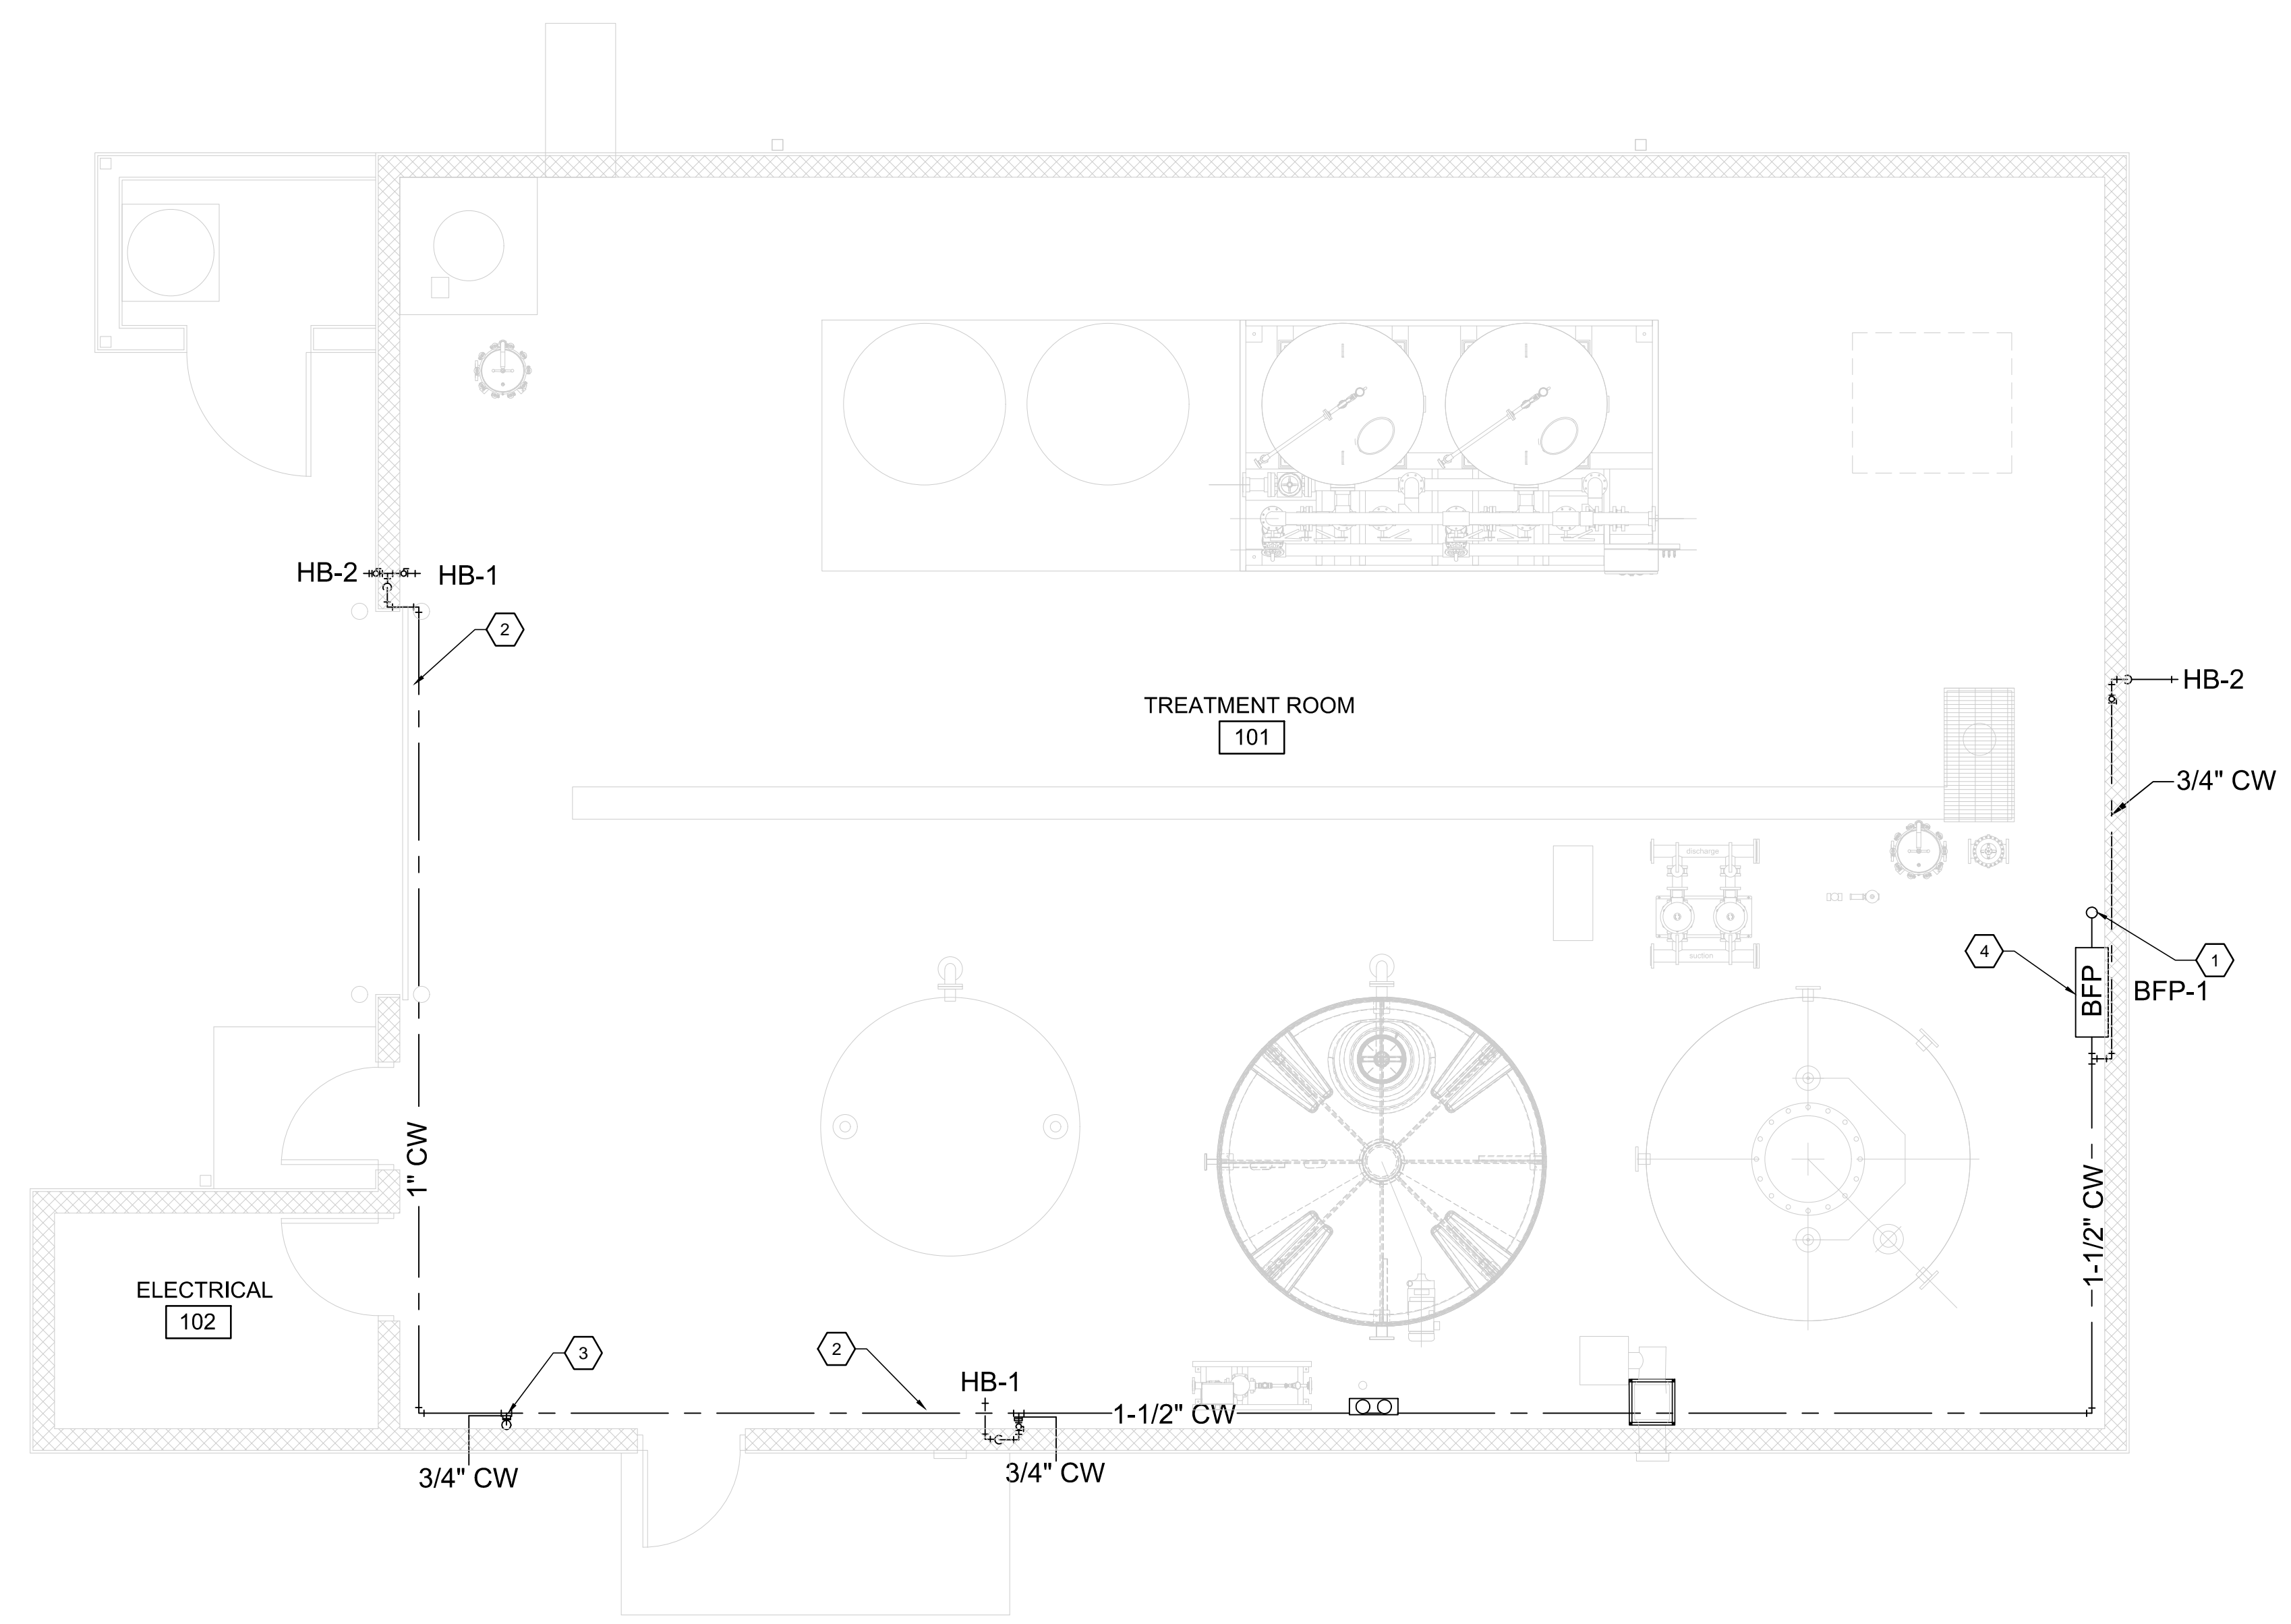 HB-2
HB-1
2
TREATMENT ROOM
101
HB-2
3/4" CW
discharge
suction
4
1
BFP
BFP-1
1" CW
1-1/2" CW
ELECTRICAL
102
3
2
HB-1
1-1/2" CW
3/4" CW
3/4" CW